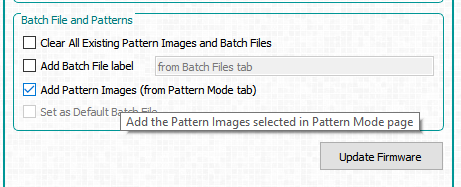 Batch File and Patterns
Clear All Existing Pattern Images and Batch Files
Add Batch File label from Batch Files tab
Add Pattern Images (from Pattern Mode tab)
Set as Default Batch File
Add the Pattern Images selected in Pattern Mode page
Update Firmware